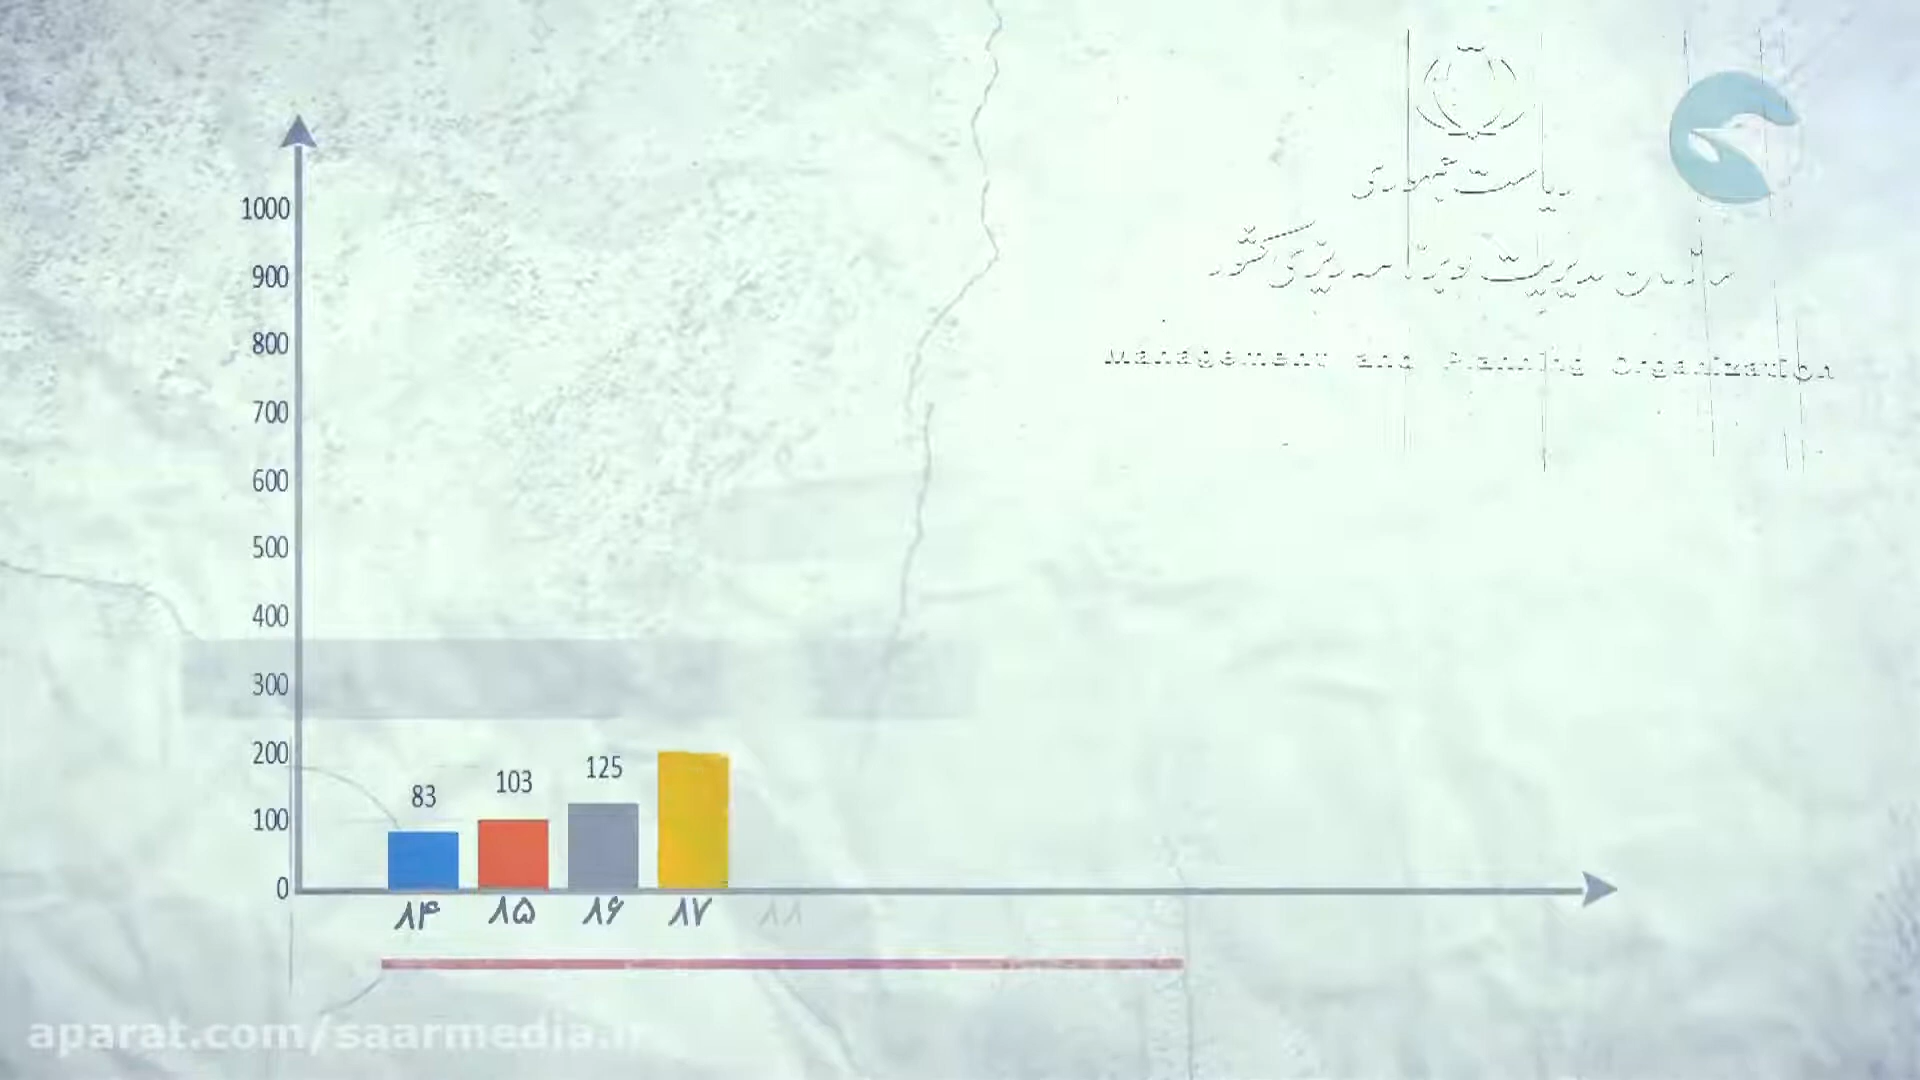 ریاست جمهوری
سازمان مدیریت و برنامه ریزی کشور
Management and Planning Organization
1000
900
800
700
600
500
400
300
200
100
0
83
103
125
۸۴ ۸۵ ۸۶ ۸۷ ۸۸
aparat.com/saarmedia.ir